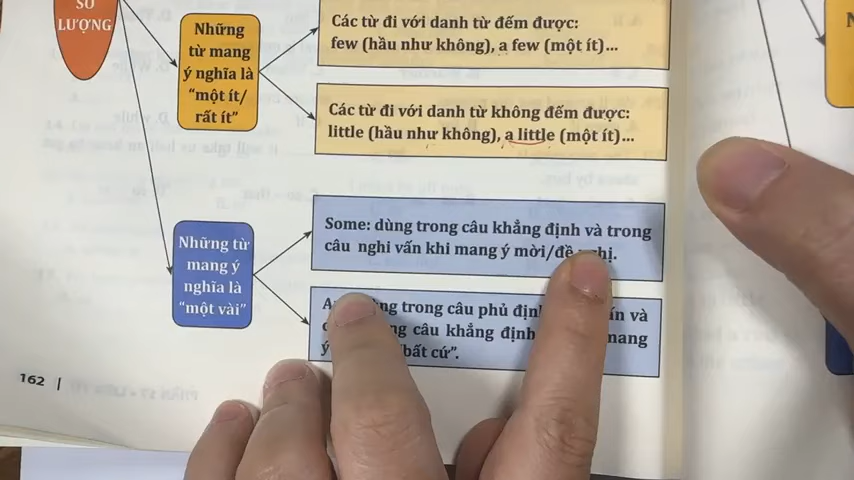 SỐ
LƯỢNG
Những
từ mang
ý nghĩa là
“một ít/
rất ít”
Các từ đi với danh từ đếm được:
few (hầu như không), a few (một ít)...
Các từ đi với danh từ không đếm được:
little (hầu như không), a little (một ít)...
Những từ
mang ý
nghĩa là
“một vài”
Some: dùng trong câu khẳng định và trong
câu nghi vấn khi mang ý mời/đề nghị.
trong câu phủ định và
câu khẳng định mang
ý “bất cứ”.
162